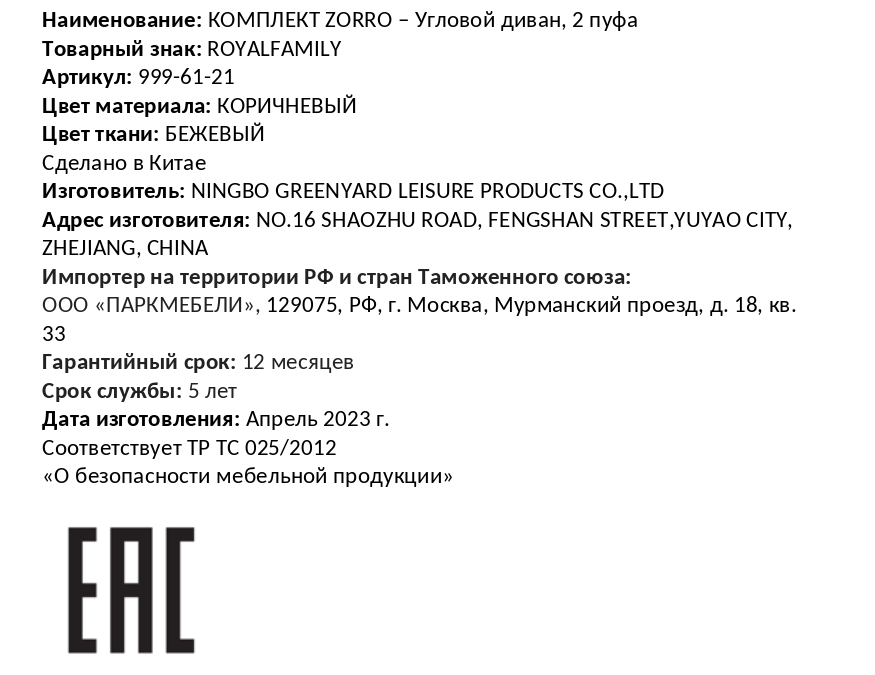 Наименование: КОМПЛЕКТ ZORRO – Угловой диван, 2 пуфа
Товарный знак: ROYALFAMILY
Артикул: 999-61-21
Цвет материала: КОРИЧНЕВЫЙ
Цвет ткани: БЕЖЕВЫЙ
Сделано в Китае
Изготовитель: NINGBO GREENYARD LEISURE PRODUCTS CO.,LTD
Адрес изготовителя: NO.16 SHAOZHU ROAD, FENGSHAN STREET,YUYAO CITY,
ZHEJIANG, CHINA
Импортер на территории РФ и стран Таможенного союза:
ООО «ПАРКМЕБЕЛИ», 129075, РФ, г. Москва, Мурманский проезд, д. 18, кв.
33
Гарантийный срок: 12 месяцев
Срок службы: 5 лет
Дата изготовления: Апрель 2023 г.
Соответствует ТР ТС 025/2012
«О безопасности мебельной продукции»
EAC